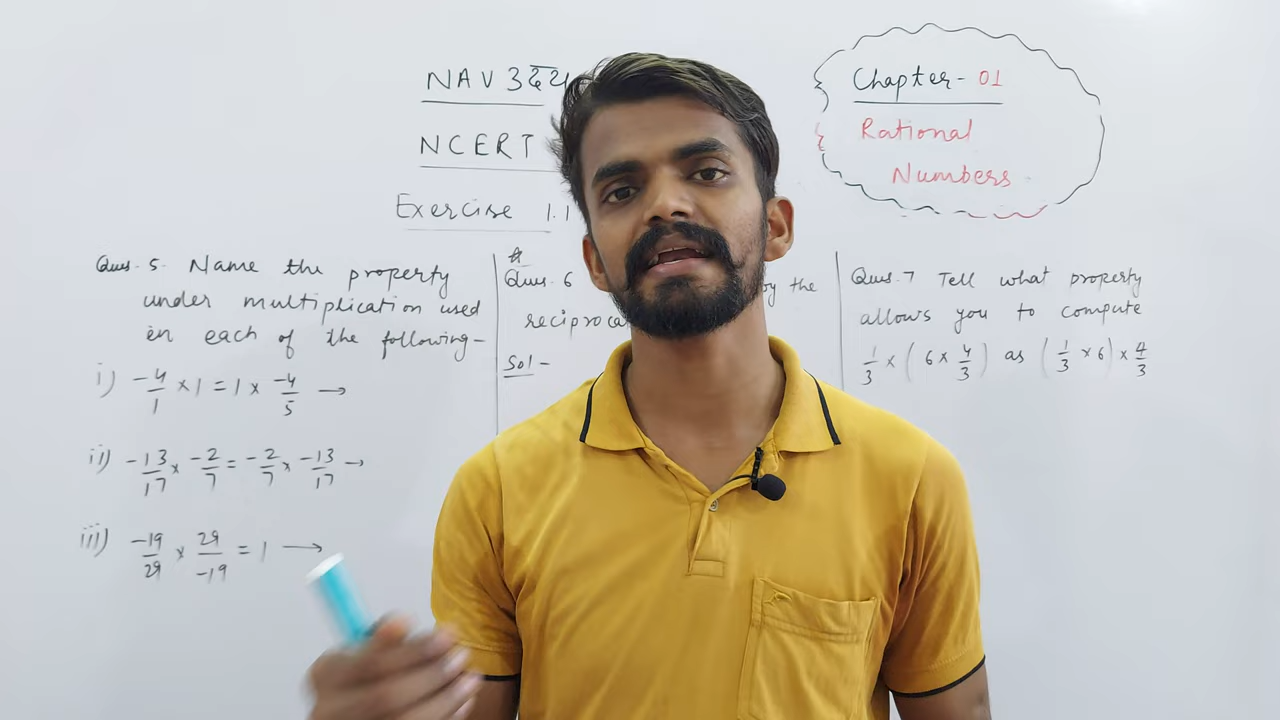 NAV
NCERT
Exercise 1.1
Chapter- 01
Rational
Numbers
Ques. 5. Name the property
under multiplication used
in each of the following-
i) -4/1 × 1 = 1 × -4/5 →
ii) -13/17 × -2/7 = -2/7 × -13/17 →
iii) -19/29 × 29/-19 = 1 →
Ques. 6 by the
Sol -
Ques. 7 Tell what property
allows you to compute
1/3 × ( 6 × 4/3 ) as ( 1/3 × 6 ) × 4/3